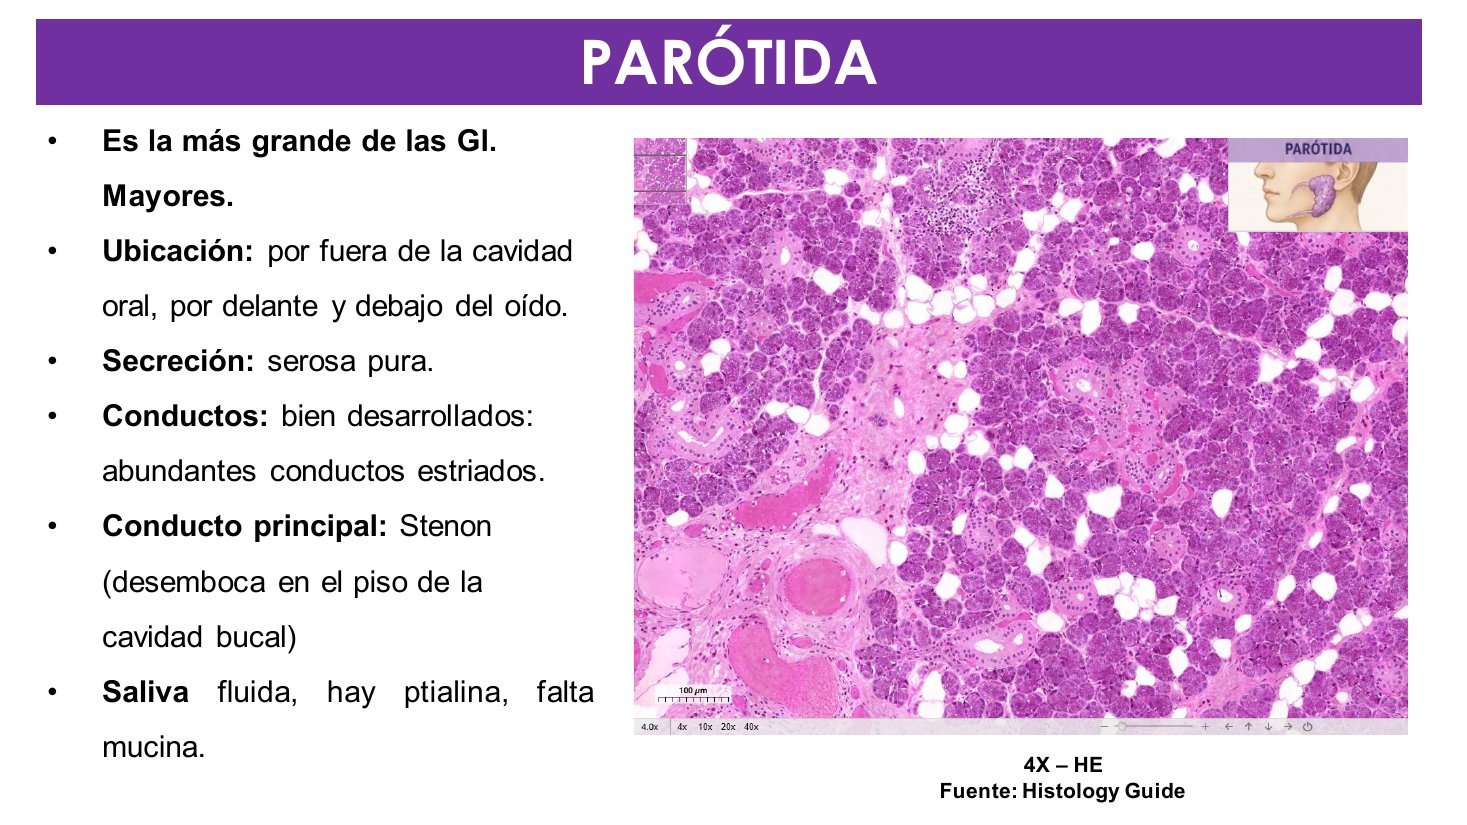 PARÓTIDA
• Es la más grande de las Gl.
Mayores.
• Ubicación: por fuera de la cavidad
oral, por delante y debajo del oído.
• Secreción: serosa pura.
• Conductos: bien desarrollados:
abundantes conductos estriados.
• Conducto principal: Stenon
(desemboca en el piso de la
cavidad bucal)
• Saliva fluida, hay ptialina, falta
mucina.
PARÓTIDA
100 µm
4.0x 4x 10x 20x 40x
4X – HE
Fuente: Histology Guide